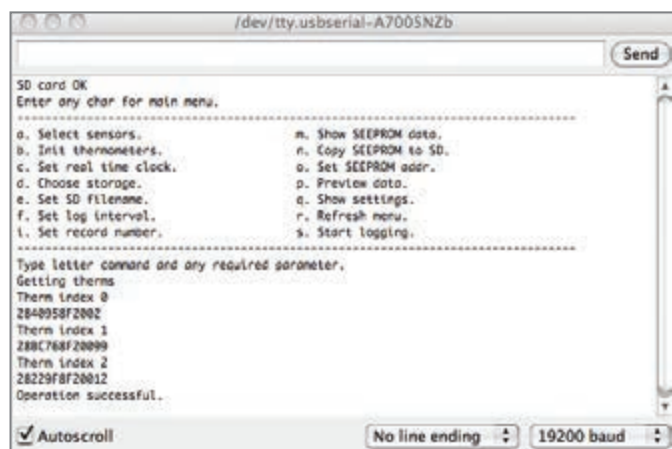 /dev/tty.usbserial-A7005NZb
Send
SD card OK
Enter any char for main menu.
a. Select sensors. m. Show SEEPROM data.
b. Init thermometers. n. Copy SEEPROM to SD.
c. Set real time clock. o. Set SEEPROM addr.
d. Choose storage. p. Preview data.
e. Set SD filename. q. Show settings.
f. Set log interval. r. Refresh menu.
i. Set record number. s. Start logging.
Type letter command and any required parameter.
Getting therms
Therm index 0
2840958F2002
Therm index 1
288C768F20099
Therm index 2
28229F8F20012
Operation successful.
Autoscroll No line ending 19200 baud